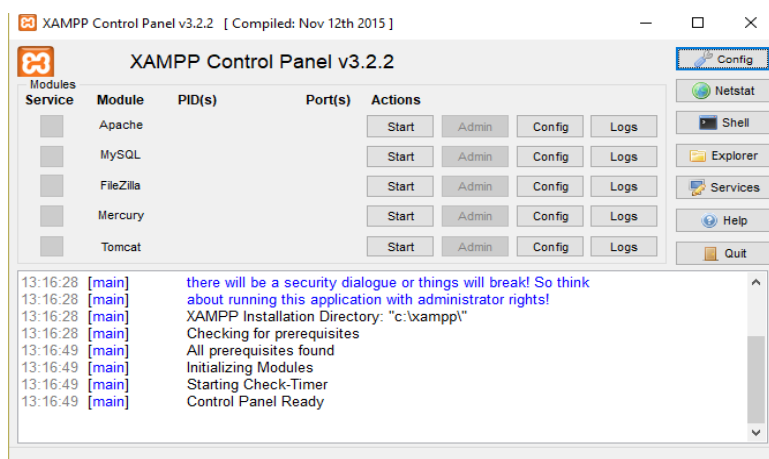 XAMPP Control Panel v3.2.2 [ Compiled: Nov 12th 2015 ]
XAMPP Control Panel v3.2.2
Config
Netstat
Shell
Explorer
Services
Help
Quit
Modules
Service Module PID(s) Port(s) Actions
Apache Start Admin Config Logs
MySQL Start Admin Config Logs
FileZilla Start Admin Config Logs
Mercury Start Admin Config Logs
Tomcat Start Admin Config Logs
13:16:28 [main] there will be a security dialogue or things will break! So think
13:16:28 [main] about running this application with administrator rights!
13:16:28 [main] XAMPP Installation Directory: "c:\xampp\"
13:16:28 [main] Checking for prerequisites
13:16:49 [main] All prerequisites found
13:16:49 [main] Initializing Modules
13:16:49 [main] Starting Check-Timer
13:16:49 [main] Control Panel Ready